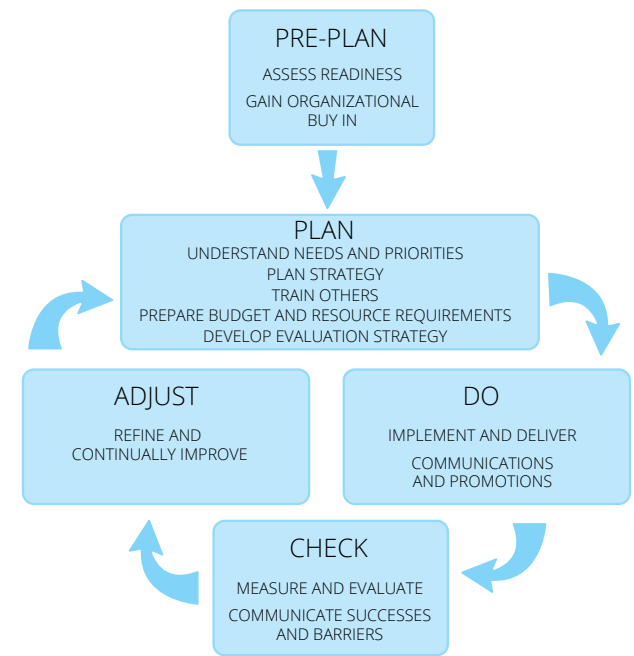 PRE-PLAN
ASSESS READINESS
GAIN ORGANIZATIONAL
BUY IN
PLAN
UNDERSTAND NEEDS AND PRIORITIES
PLAN STRATEGY
TRAIN OTHERS
PREPARE BUDGET AND RESOURCE REQUIREMENTS
DEVELOP EVALUATION STRATEGY
DO
IMPLEMENT AND DELIVER
COMMUNICATIONS
AND PROMOTIONS
CHECK
MEASURE AND EVALUATE
COMMUNICATE SUCCESSES
AND BARRIERS
ADJUST
REFINE AND
CONTINUALLY IMPROVE